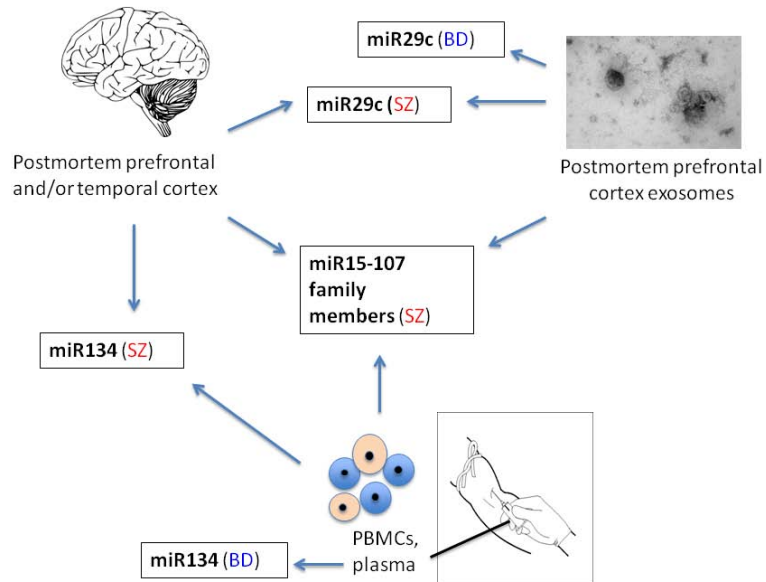 miR29c (BD)
miR29c (SZ)
Postmortem prefrontal
and/or temporal cortex
Postmortem prefrontal
cortex exosomes
miR15-107
family
members (SZ)
miR134 (SZ)
PBMCs,
plasma
miR134 (BD)